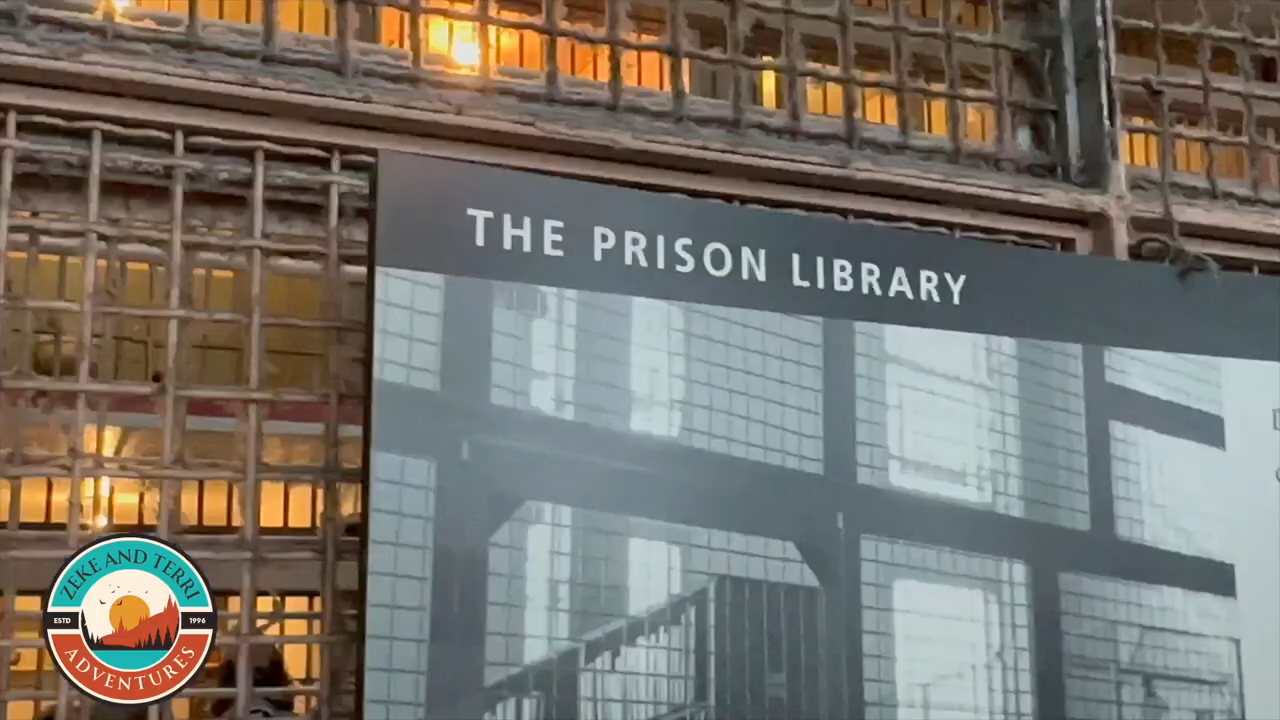 THE PRISON LIBRARY
ZEKE AND TERRI
ESTD 1996
ADVENTURES